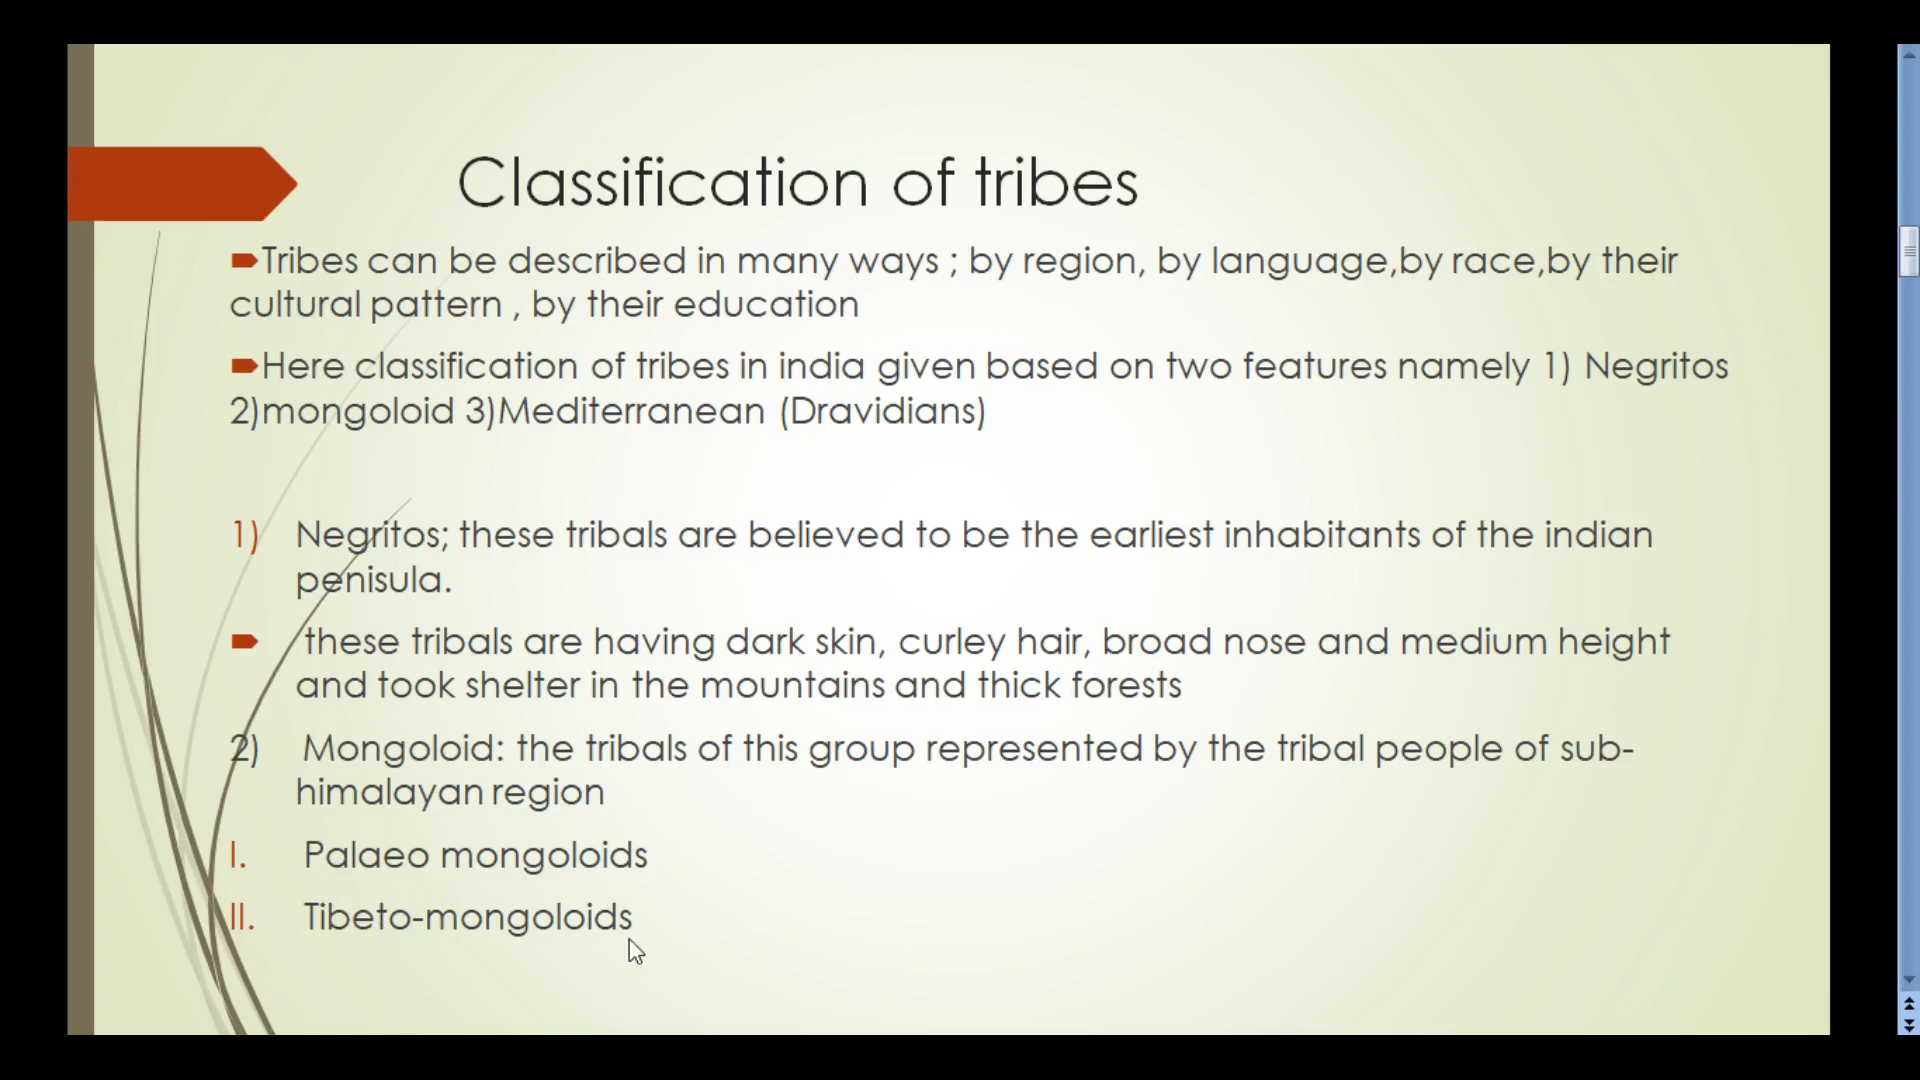 Classification of tribes
Tribes can be described in many ways ; by region, by language,by race,by their
cultural pattern , by their education
Here classification of tribes in india given based on two features namely 1) Negritos
2)mongoloid 3)Mediterranean (Dravidians)
1) Negritos; these tribals are believed to be the earliest inhabitants of the indian
penisula.
these tribals are having dark skin, curley hair, broad nose and medium height
and took shelter in the mountains and thick forests
2) Mongoloid: the tribals of this group represented by the tribal people of sub-
himalayan region
I. Palaeo mongoloids
II. Tibeto-mongoloids